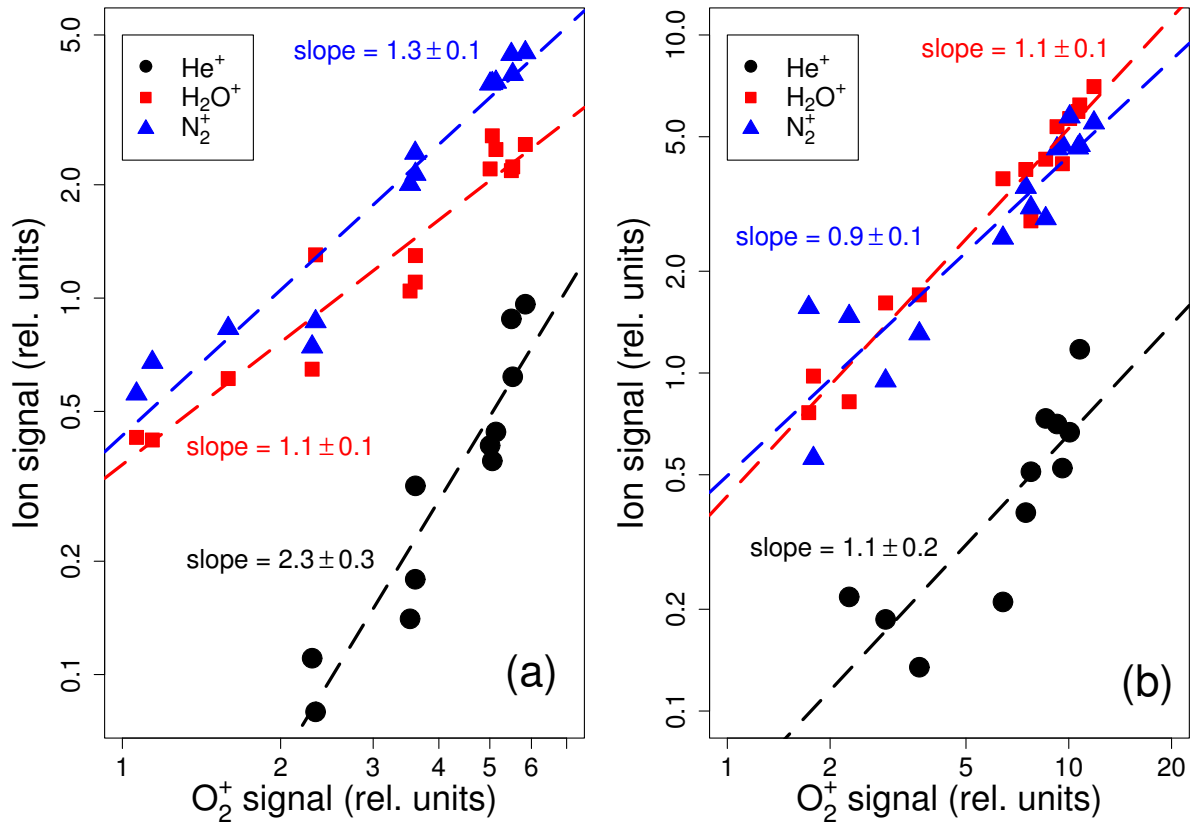 5.0
2.0
1.0
0.5
0.2
0.1
Ion signal (rel. units)
He⁺
H₂O⁺
N₂⁺
slope = 1.3±0.1
slope = 1.1±0.1
slope = 2.3±0.3
(a)
1 2 3 4 5 6
O₂⁺ signal (rel. units)
10.0
5.0
2.0
1.0
0.5
0.2
0.1
Ion signal (rel. units)
He⁺
H₂O⁺
N₂⁺
slope = 1.1±0.1
slope = 0.9±0.1
slope = 1.1±0.2
(b)
1 2 5 10 20
O₂⁺ signal (rel. units)